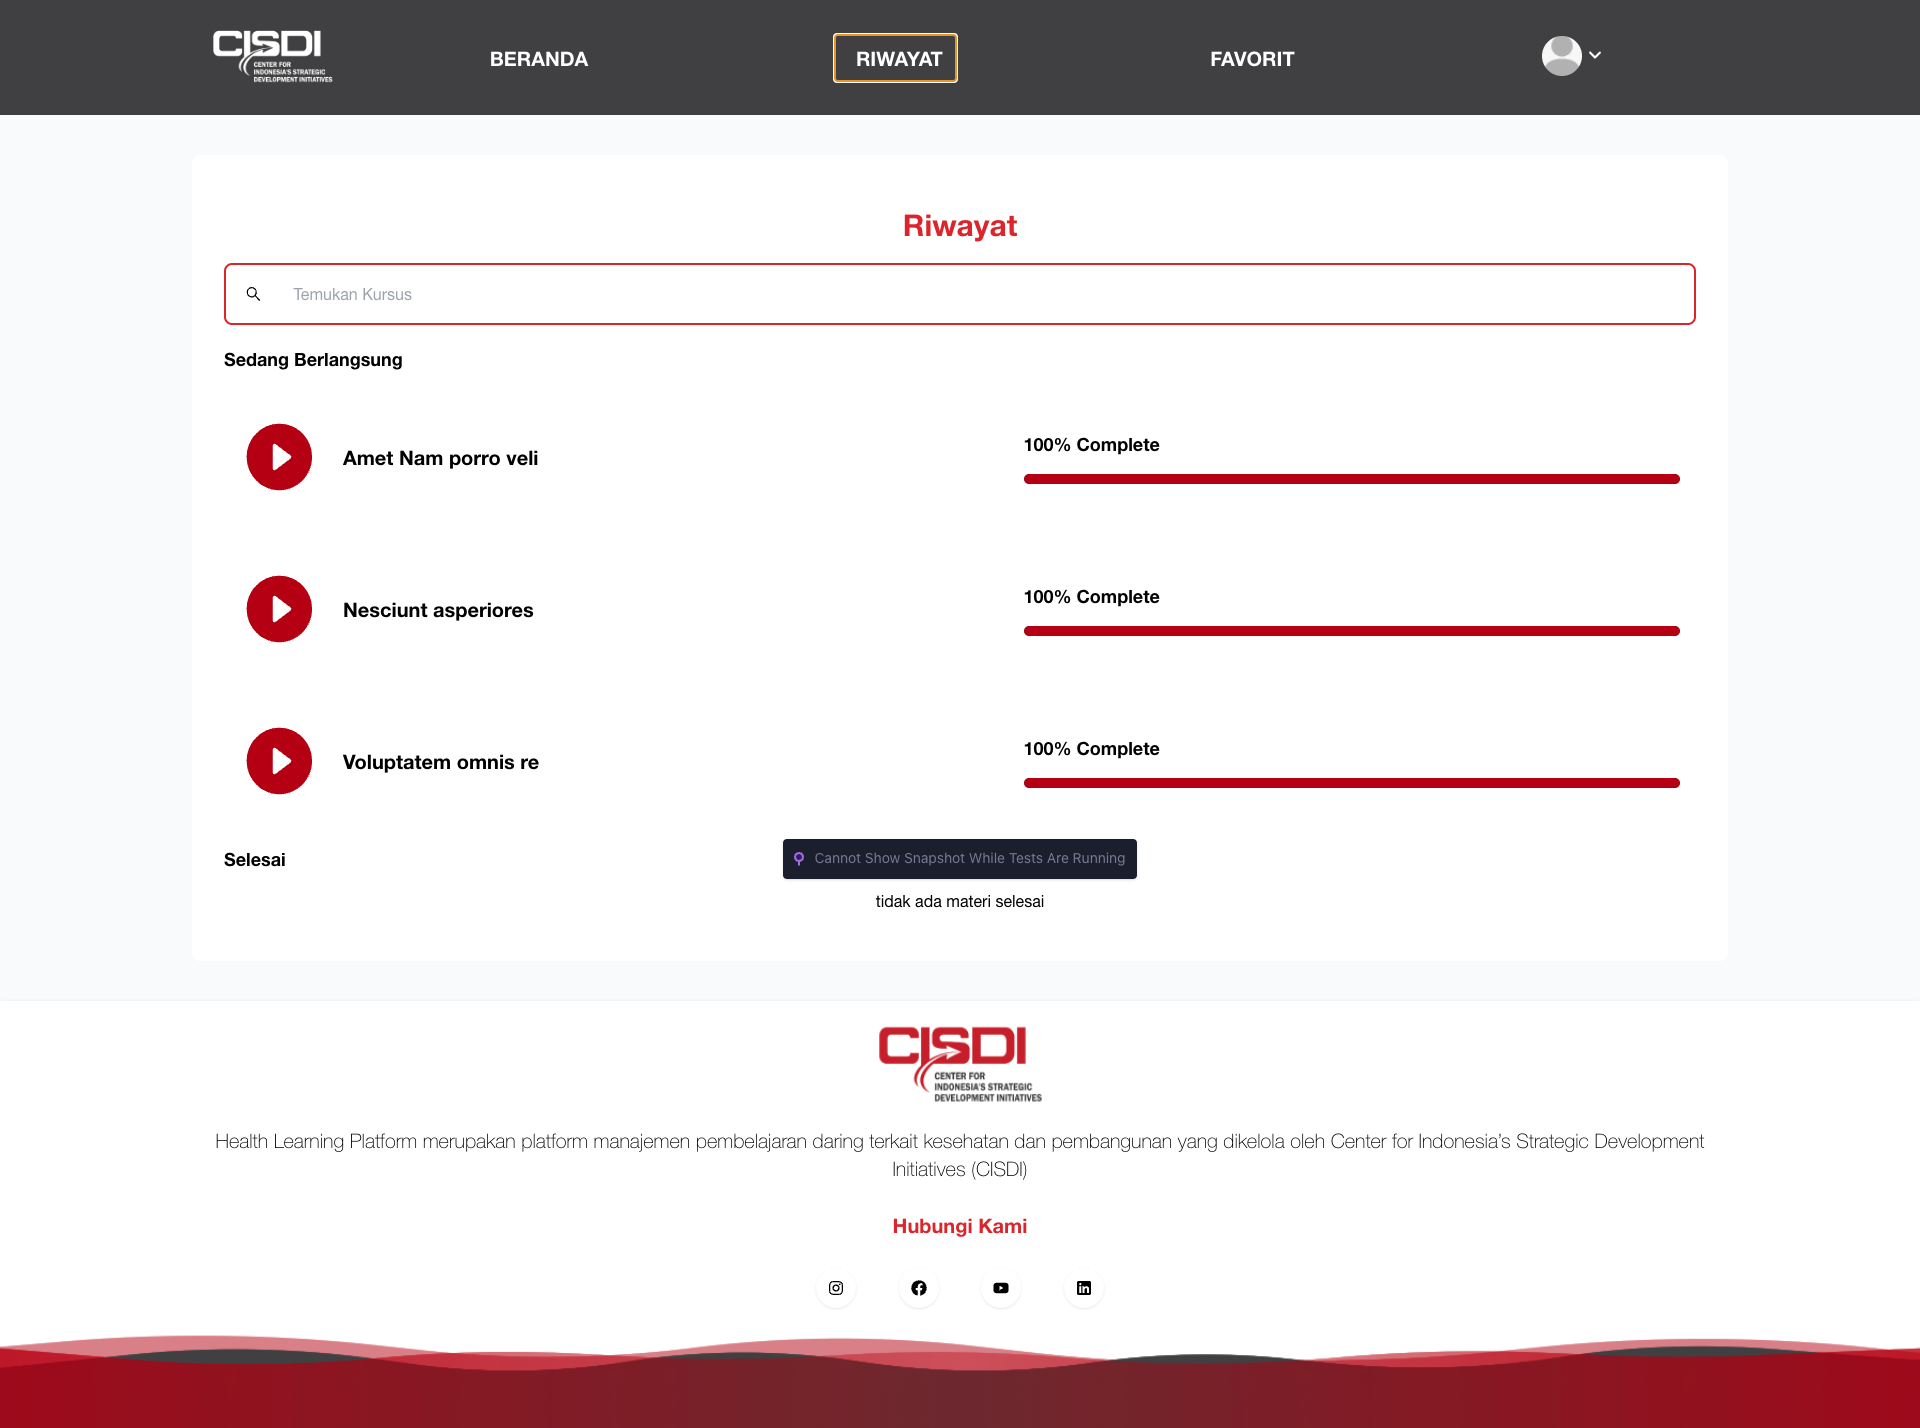 CISDI
CENTER FOR
INDONESIA'S STRATEGIC
DEVELOPMENT INITIATIVES
BERANDA
RIWAYAT
FAVORIT
Riwayat
Temukan Kursus
Sedang Berlangsung
Amet Nam porro veli
100% Complete
Nesciunt asperiores
100% Complete
Voluptatem omnis re
100% Complete
Selesai
Cannot Show Snapshot While Tests Are Running
tidak ada materi selesai
CISDI
CENTER FOR
INDONESIA'S STRATEGIC
DEVELOPMENT INITIATIVES
Health Learning Platform merupakan platform manajemen pembelajaran daring terkait kesehatan dan pembangunan yang dikelola oleh Center for Indonesia’s Strategic Development
Initiatives (CISDI)
Hubungi Kami